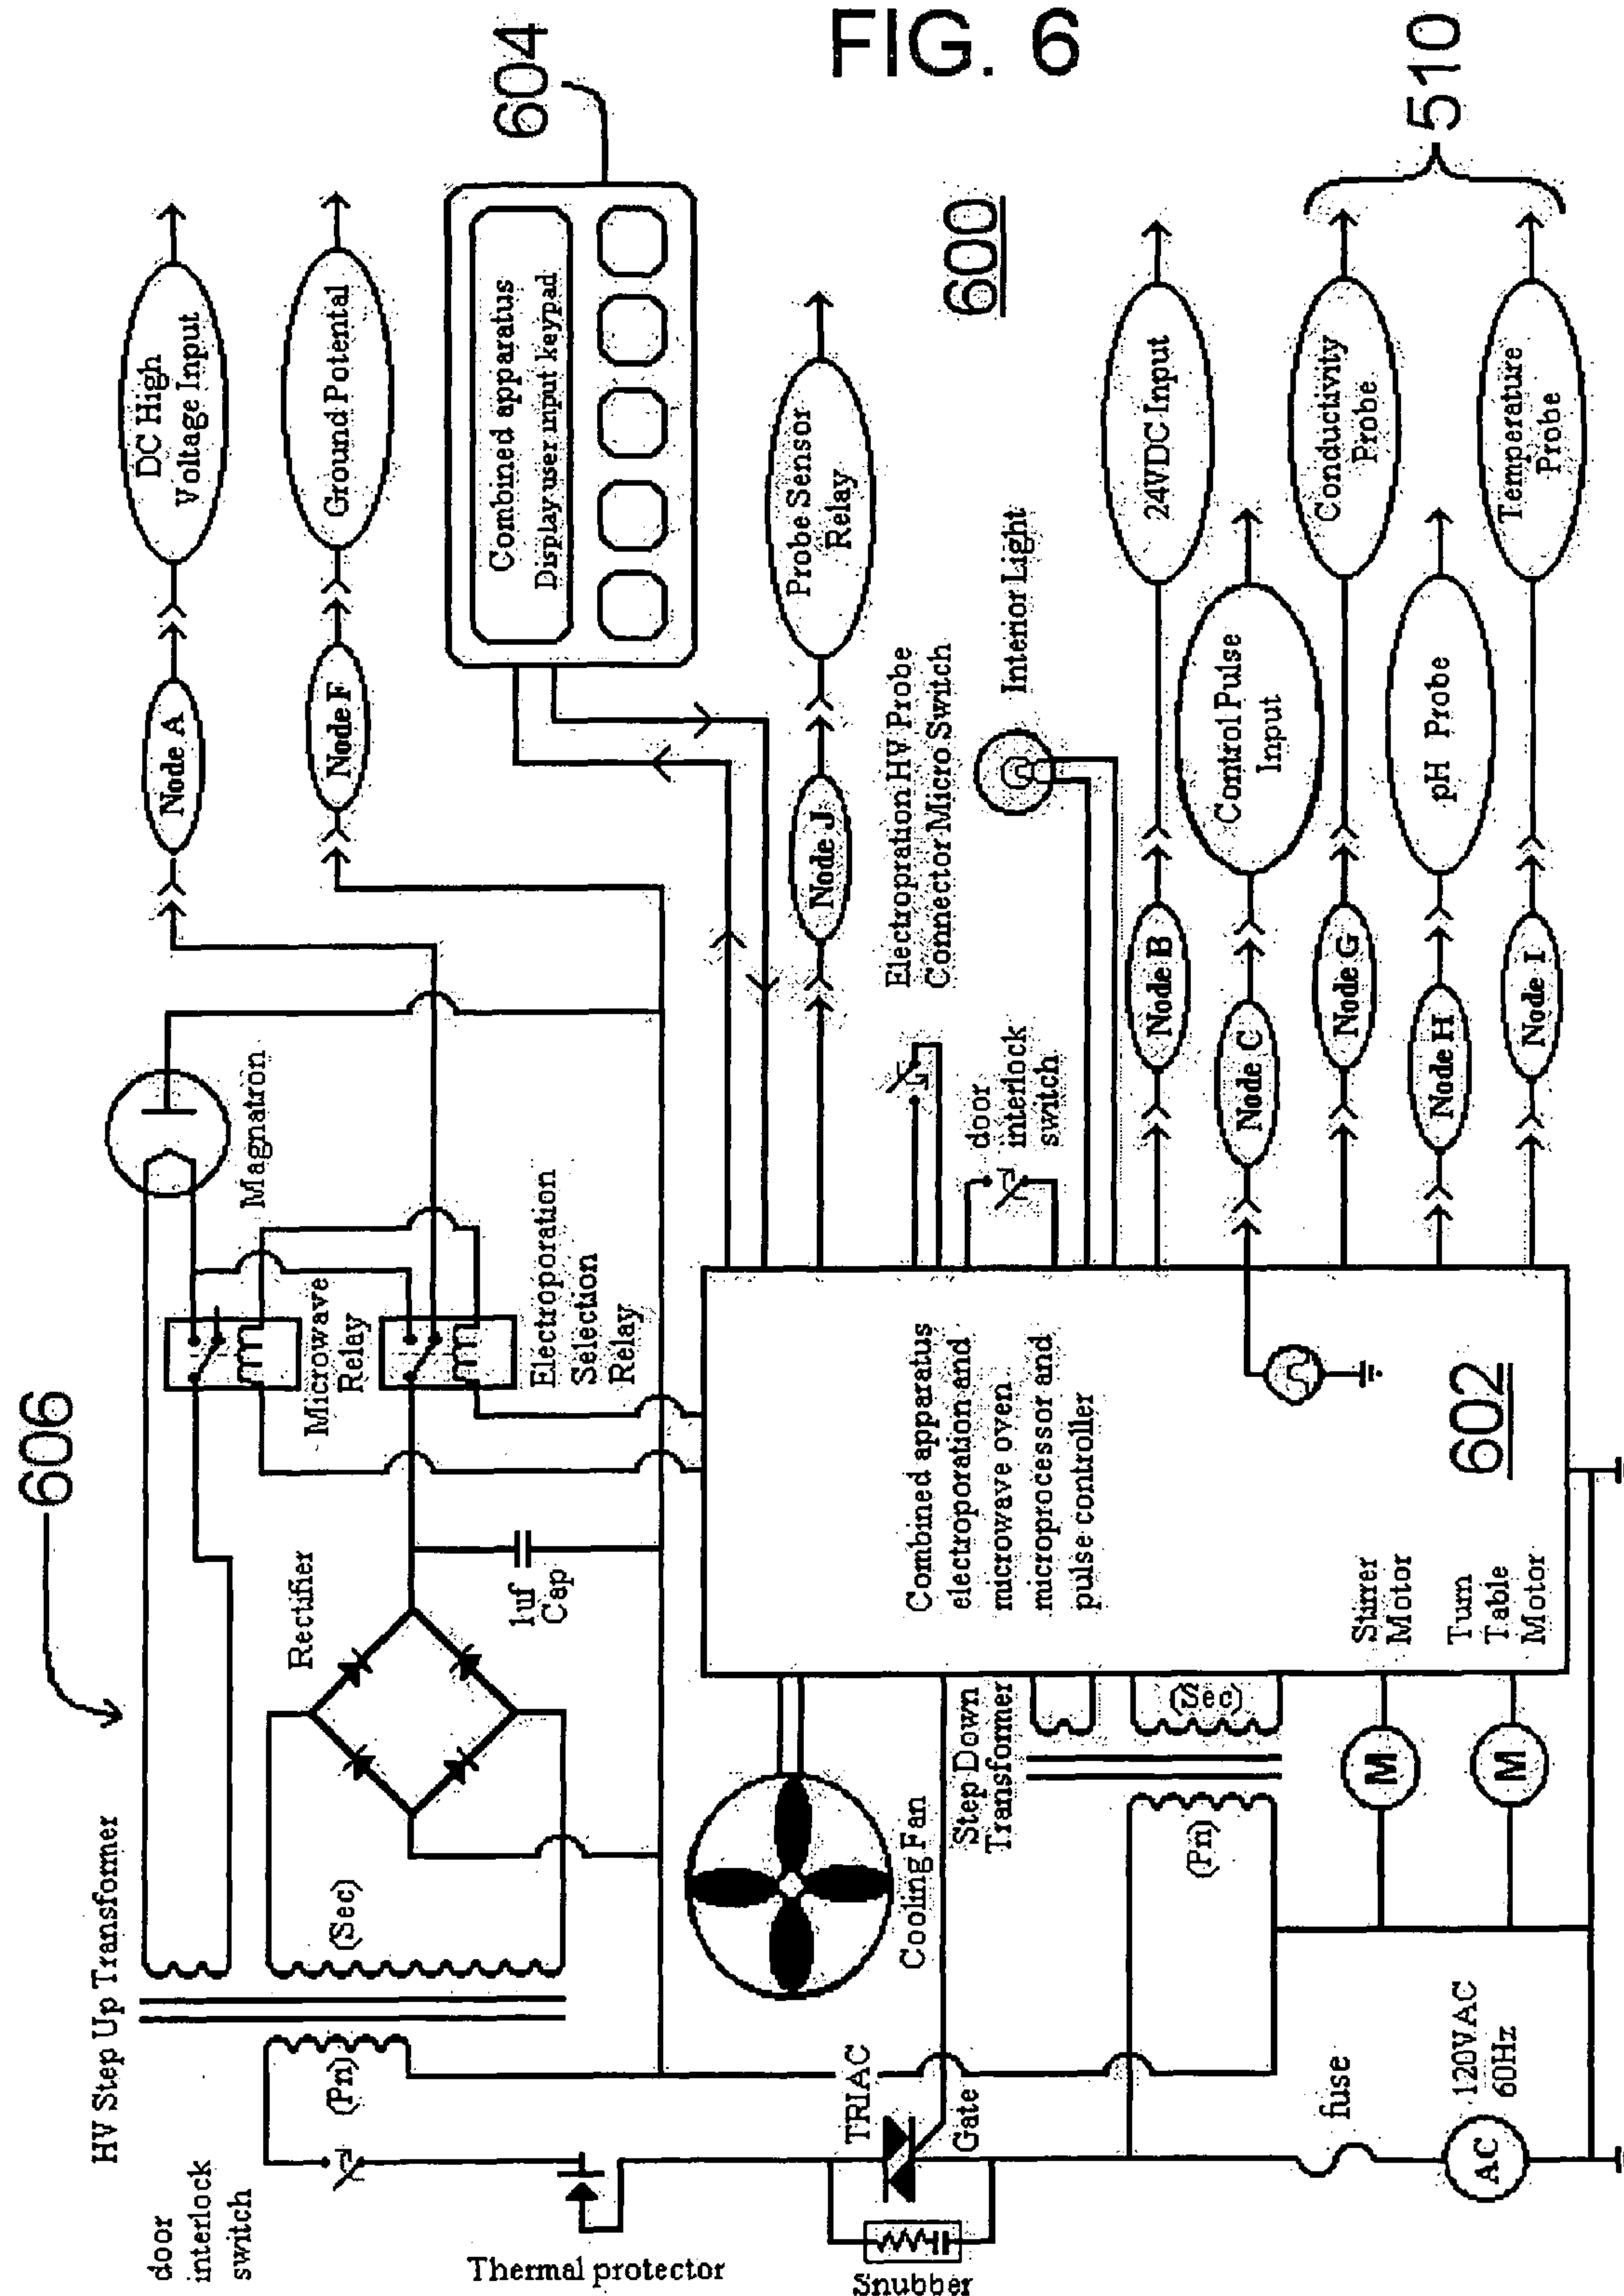 FIG. 6
606
604
600
510
HV Step Up Transformer
(Pri)
(Sec)
door
interlock
switch
Thermal protector
Snubber
TRIAC
Gate
fuse
AC
120VAC
60Hz
Rectifier
1uf
Cap
Microwave
Relay
Electroporation
Selection
Relay
Magnatron
Node A
DC High
Voltage Input
Node F
Ground Potential
Combined apparatus
Display user input keypad
Node J
Probe Sensor
Relay
Electropration HV Probe
Connector Micro Switch
door
interlock
switch
Interior Light
Cooling Fan
Step Down
Transformer
(Pri)
(Sec)
Combined apparatus
electroporation and
microwave oven
microprocessor and
pulse controller
602
Stirrer
Motor
Turn
Table
Motor
M
M
Node B
24VDC Input
Node C
Control Pulse
Input
Node G
Conductivity
Probe
Node H
pH Probe
Node I
Temperature
Probe